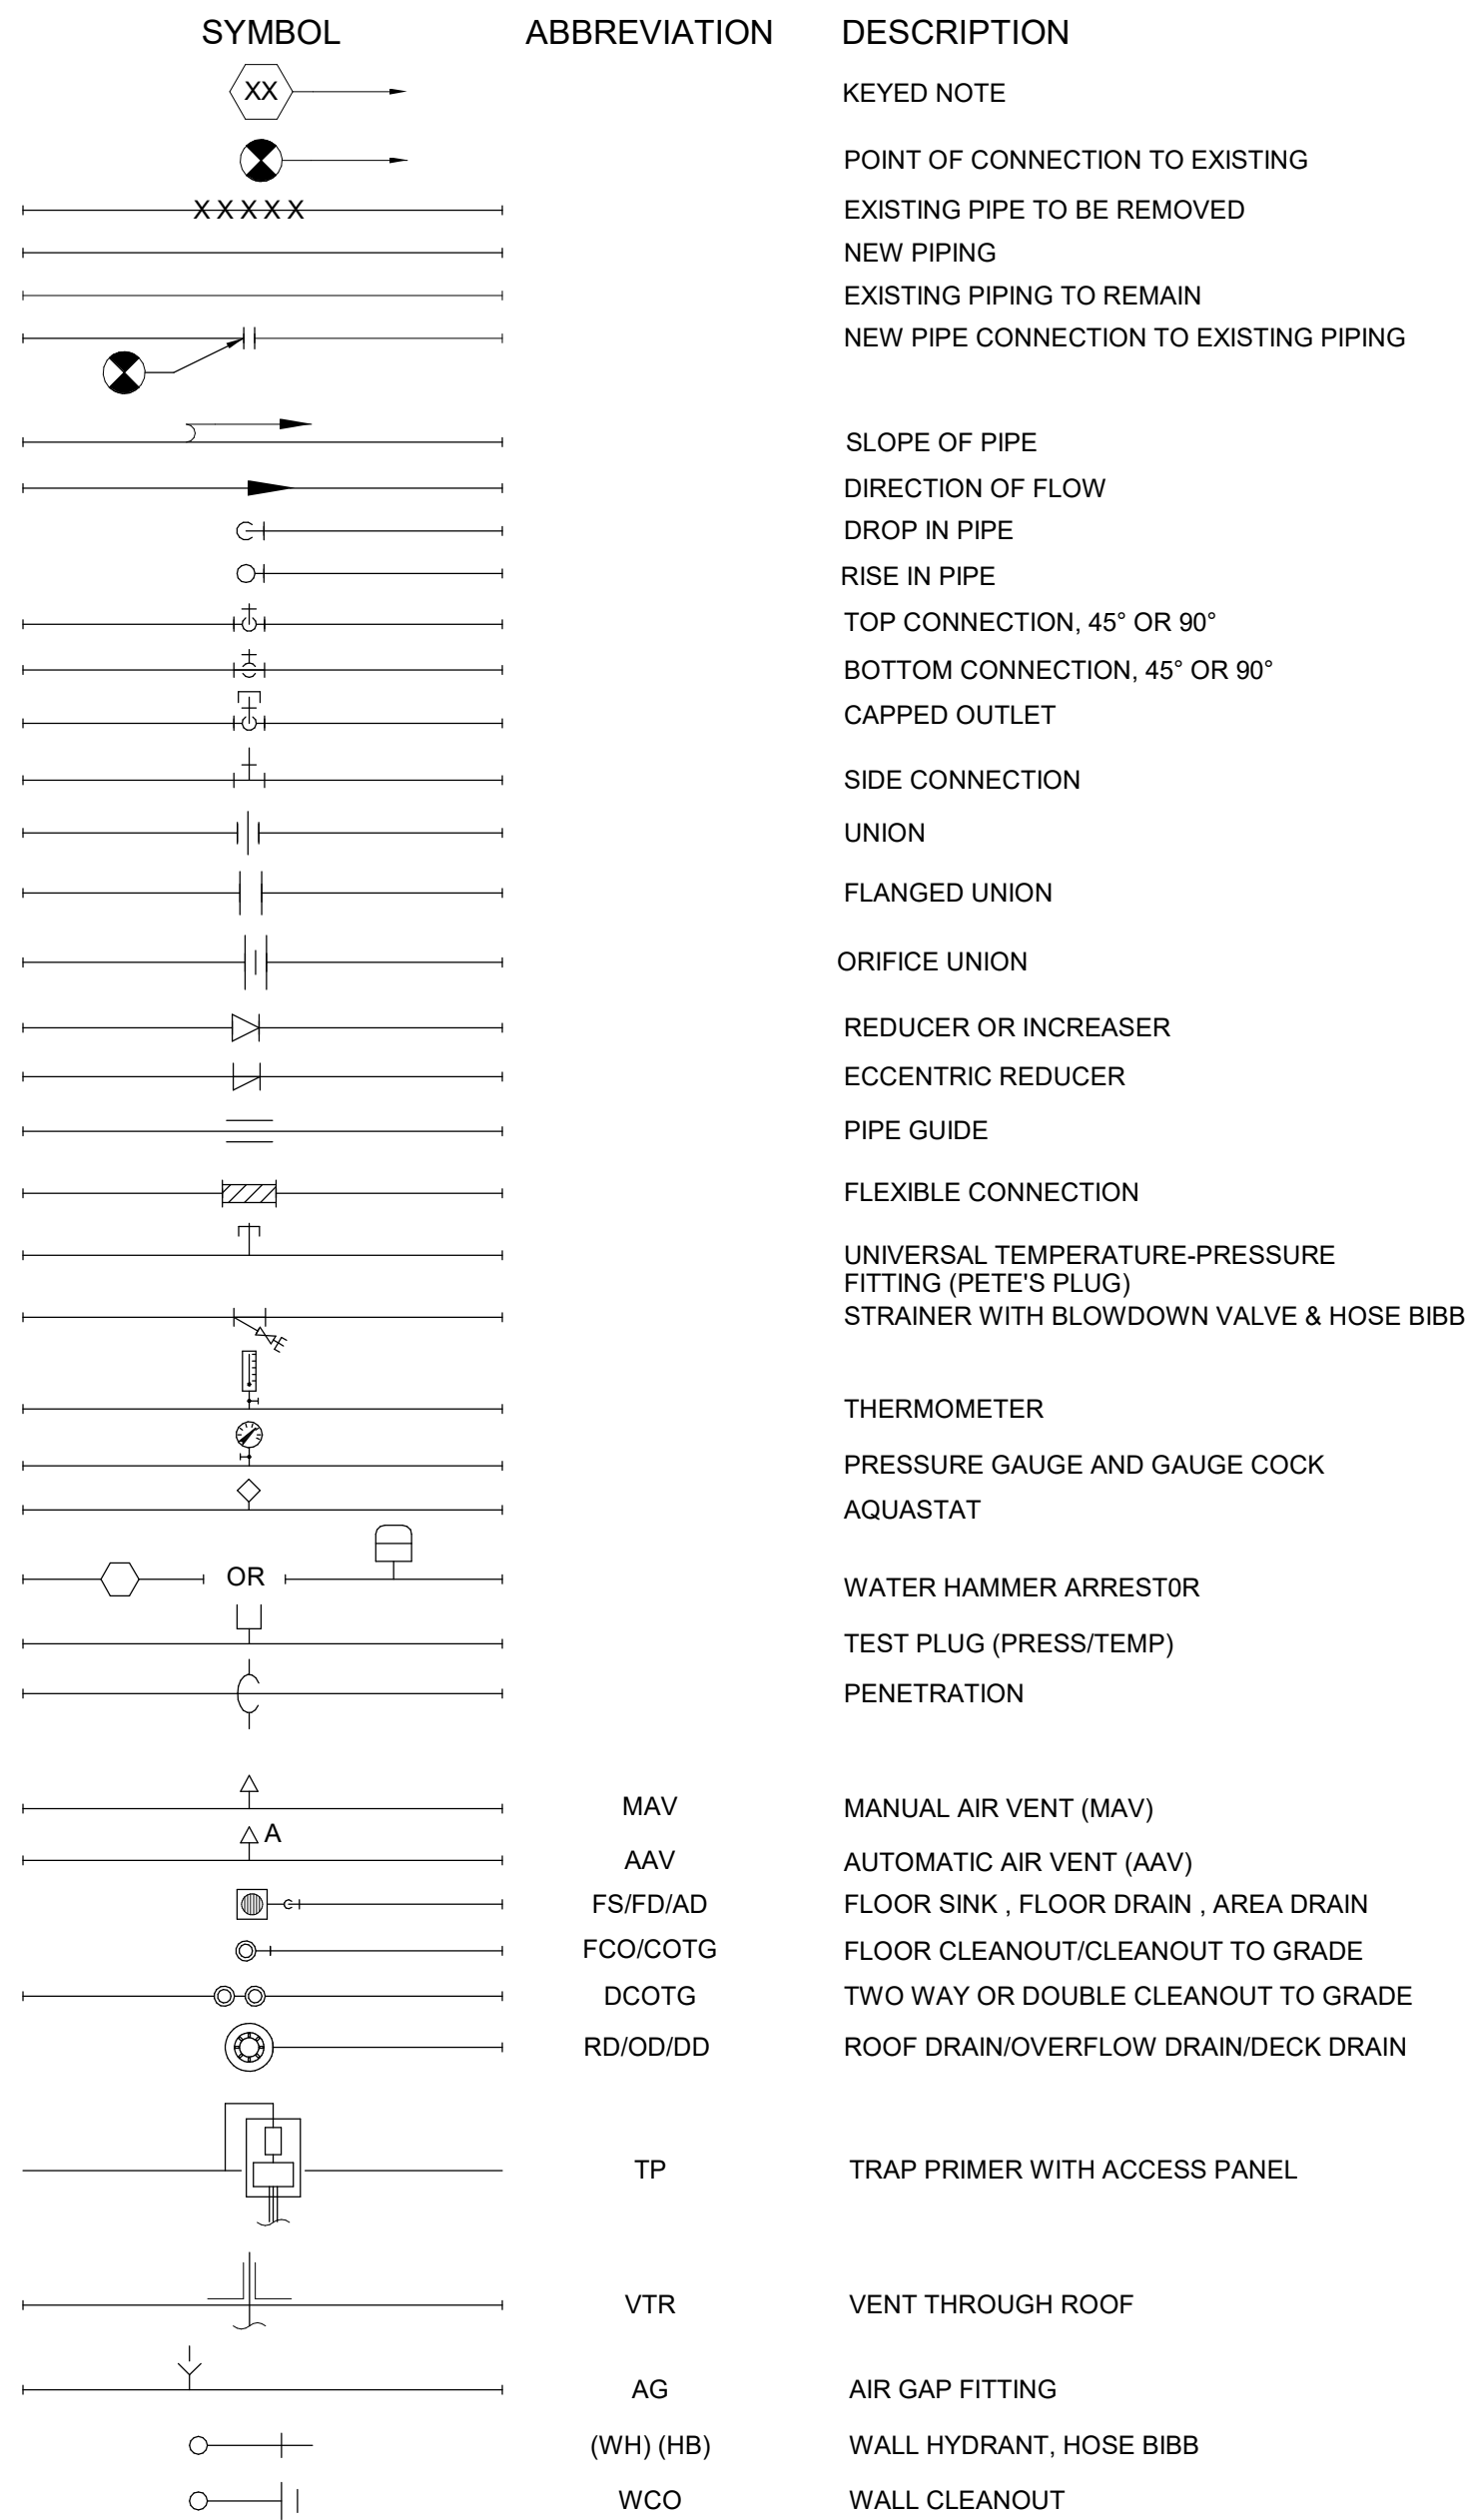 SYMBOL ABBREVIATION DESCRIPTION
XX KEYED NOTE
POINT OF CONNECTION TO EXISTING
X X X X X EXISTING PIPE TO BE REMOVED
NEW PIPING
EXISTING PIPING TO REMAIN
NEW PIPE CONNECTION TO EXISTING PIPING
SLOPE OF PIPE
DIRECTION OF FLOW
DROP IN PIPE
RISE IN PIPE
TOP CONNECTION, 45° OR 90°
BOTTOM CONNECTION, 45° OR 90°
CAPPED OUTLET
SIDE CONNECTION
UNION
FLANGED UNION
ORIFICE UNION
REDUCER OR INCREASER
ECCENTRIC REDUCER
PIPE GUIDE
FLEXIBLE CONNECTION
UNIVERSAL TEMPERATURE-PRESSURE
FITTING (PETE'S PLUG)
STRAINER WITH BLOWDOWN VALVE & HOSE BIBB
THERMOMETER
PRESSURE GAUGE AND GAUGE COCK
AQUASTAT
OR WATER HAMMER ARREST0R
TEST PLUG (PRESS/TEMP)
PENETRATION
MAV MANUAL AIR VENT (MAV)
A AAV AUTOMATIC AIR VENT (AAV)
FS/FD/AD FLOOR SINK , FLOOR DRAIN , AREA DRAIN
FCO/COTG FLOOR CLEANOUT/CLEANOUT TO GRADE
DCOTG TWO WAY OR DOUBLE CLEANOUT TO GRADE
RD/OD/DD ROOF DRAIN/OVERFLOW DRAIN/DECK DRAIN
TP TRAP PRIMER WITH ACCESS PANEL
VTR VENT THROUGH ROOF
AG AIR GAP FITTING
(WH) (HB) WALL HYDRANT, HOSE BIBB
WCO WALL CLEANOUT